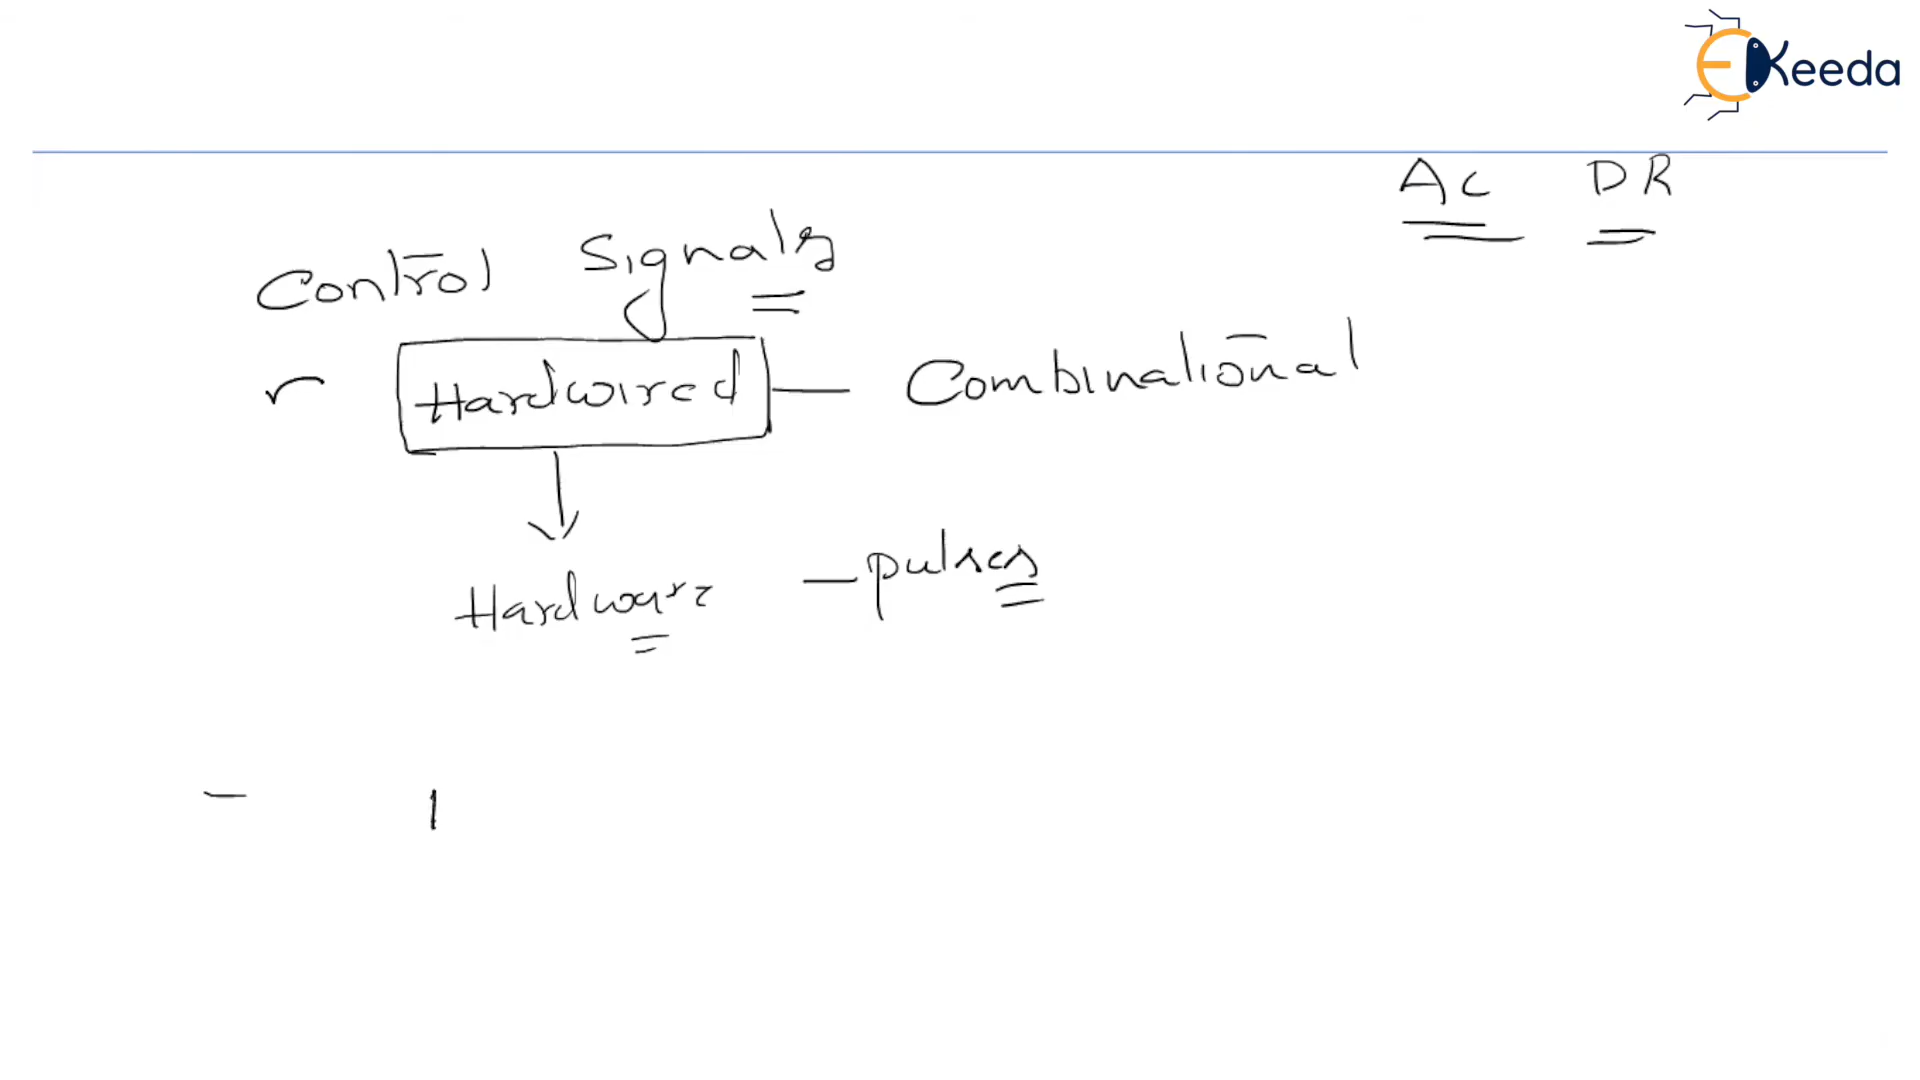 EKeeda
AC DR
Control Signals
Hardwired — Combinational
Hardware — pulses